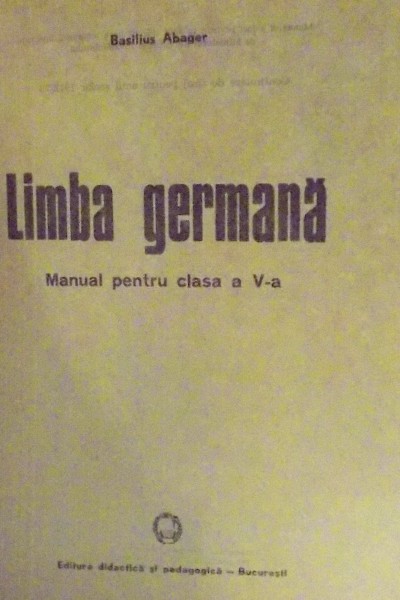 Basilius Abager
Limba germană
Manual pentru clasa a V-a
Editura didactică și pedagogică — București